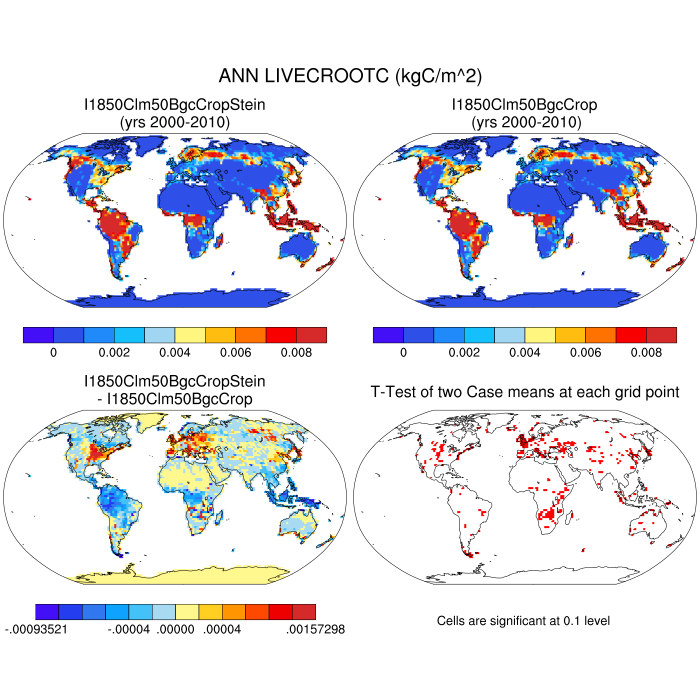 ANN LIVECROOTC (kgC/m^2)
I1850Clm50BgcCropStein
(yrs 2000-2010)
I1850Clm50BgcCrop
(yrs 2000-2010)
0 0.002 0.004 0.006 0.008
0 0.002 0.004 0.006 0.008
I1850Clm50BgcCropStein
- I1850Clm50BgcCrop
T-Test of two Case means at each grid point
-.00093521 -.00004 .00000 .00004 .00157298
Cells are significant at 0.1 level